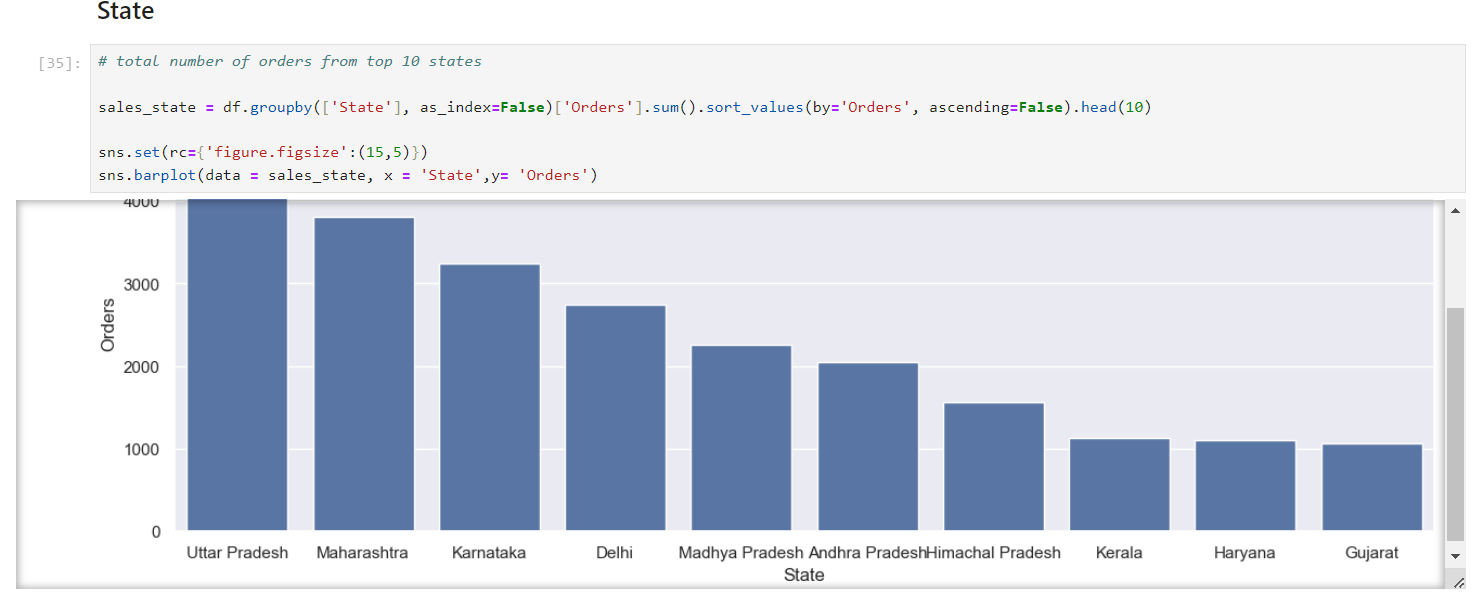 State
[35]:
# total number of orders from top 10 states
sales_state = df.groupby(['State'], as_index=False)['Orders'].sum().sort_values(by='Orders', ascending=False).head(10)
sns.set(rc={'figure.figsize':(15,5)})
sns.barplot(data = sales_state, x = 'State',y= 'Orders')
4000
3000
2000
1000
0
Orders
Uttar Pradesh Maharashtra Karnataka Delhi Madhya Pradesh Andhra Pradesh Himachal Pradesh Kerala Haryana Gujarat
State